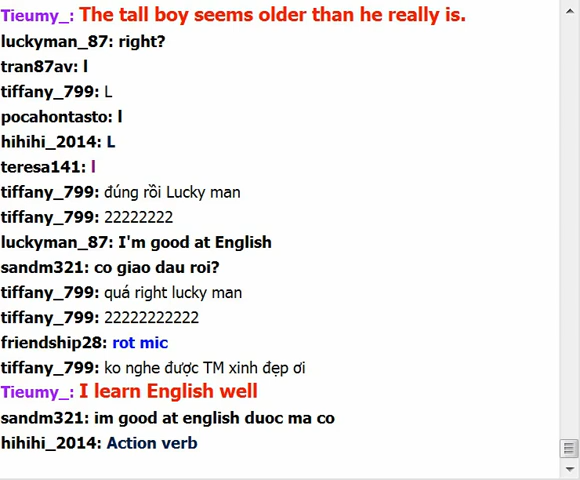 Tieumy_: The tall boy seems older than he really is.
luckyman_87: right?
tran87av: l
tiffany_799: L
pocahontasto: l
hihihi_2014: L
teresa141: l
tiffany_799: đúng rồi Lucky man
tiffany_799: 22222222
luckyman_87: I'm good at English
sandm321: co giao dau roi?
tiffany_799: quá right lucky man
tiffany_799: 22222222222
friendship28: rot mic
tiffany_799: ko nghe được TM xinh đẹp ơi
Tieumy_: I learn English well
sandm321: im good at english duoc ma co
hihihi_2014: Action verb